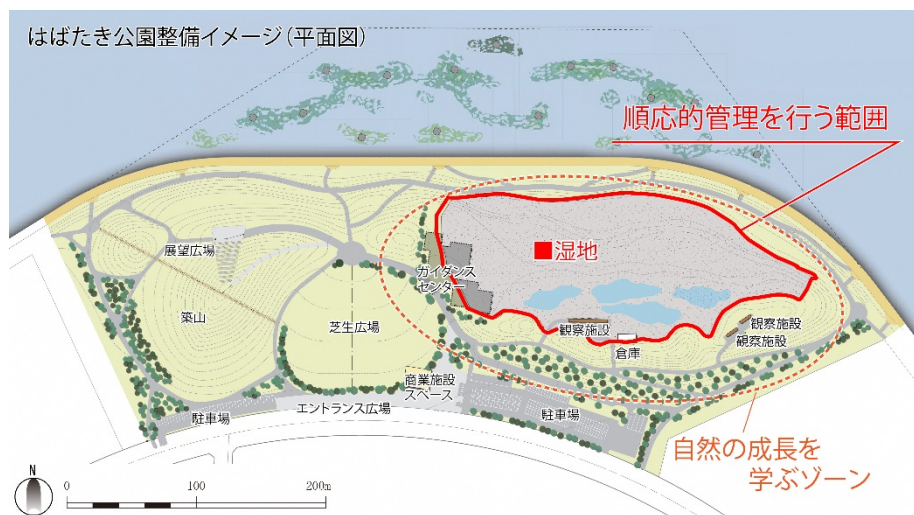 はばたき公園整備イメージ(平面図)
順応的管理を行う範囲
展望広場
ガイダンス
センター
■湿地
築山
芝生広場
観察施設
倉庫
観察施設
観察施設
商業施設
スペース
駐車場
エントランス広場
駐車場
自然の成長を
学ぶゾーン
N
0
100
200m